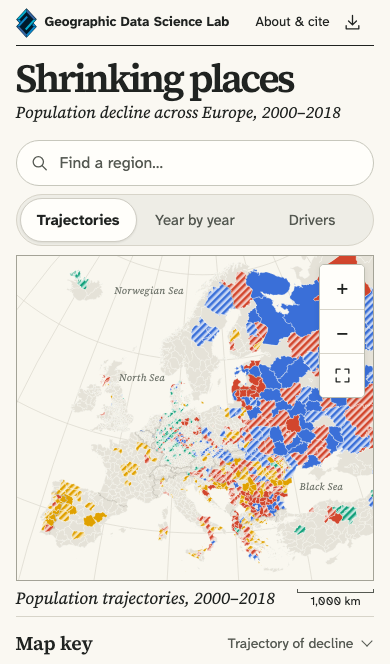 Geographic Data Science Lab
About & cite
Shrinking places
Population decline across Europe, 2000–2018
Find a region...
Trajectories
Year by year
Drivers
Norwegian Sea
North Sea
Black Sea
+
−
Population trajectories, 2000–2018
1,000 km
Map key
Trajectory of decline